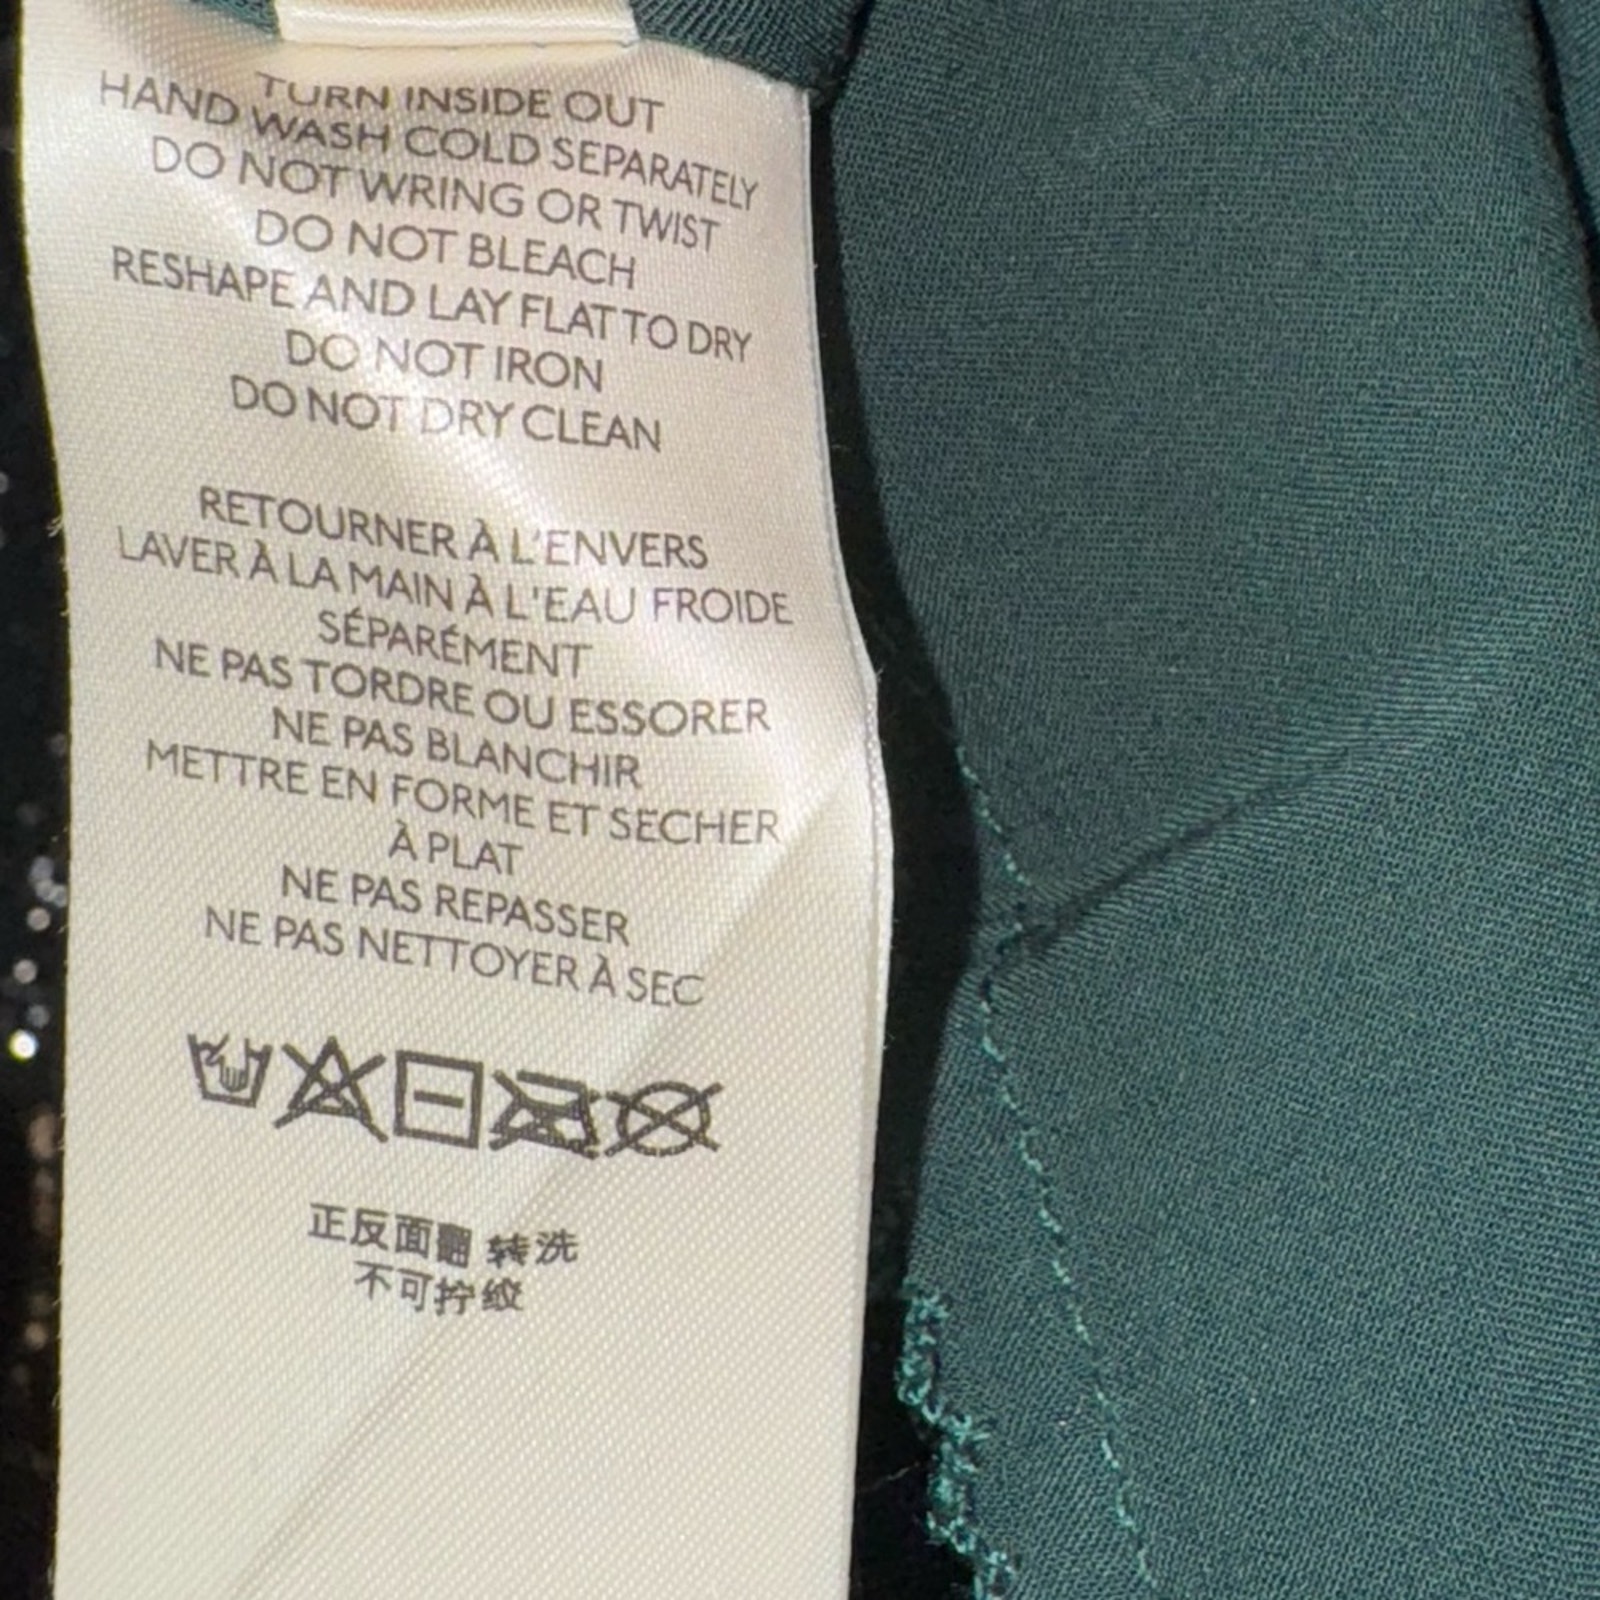 TURN INSIDE OUT
HAND WASH COLD SEPARATELY
DO NOT WRING OR TWIST
DO NOT BLEACH
RESHAPE AND LAY FLAT TO DRY
DO NOT IRON
DO NOT DRY CLEAN
RETOURNER À L'ENVERS
LAVER À LA MAIN À L'EAU FROIDE
SÉPARÉMENT
NE PAS TORDRE OU ESSORER
NE PAS BLANCHIR
METTRE EN FORME ET SECHER
À PLAT
NE PAS REPASSER
NE PAS NETTOYER À SEC
正反面翻 转洗
不可拧绞